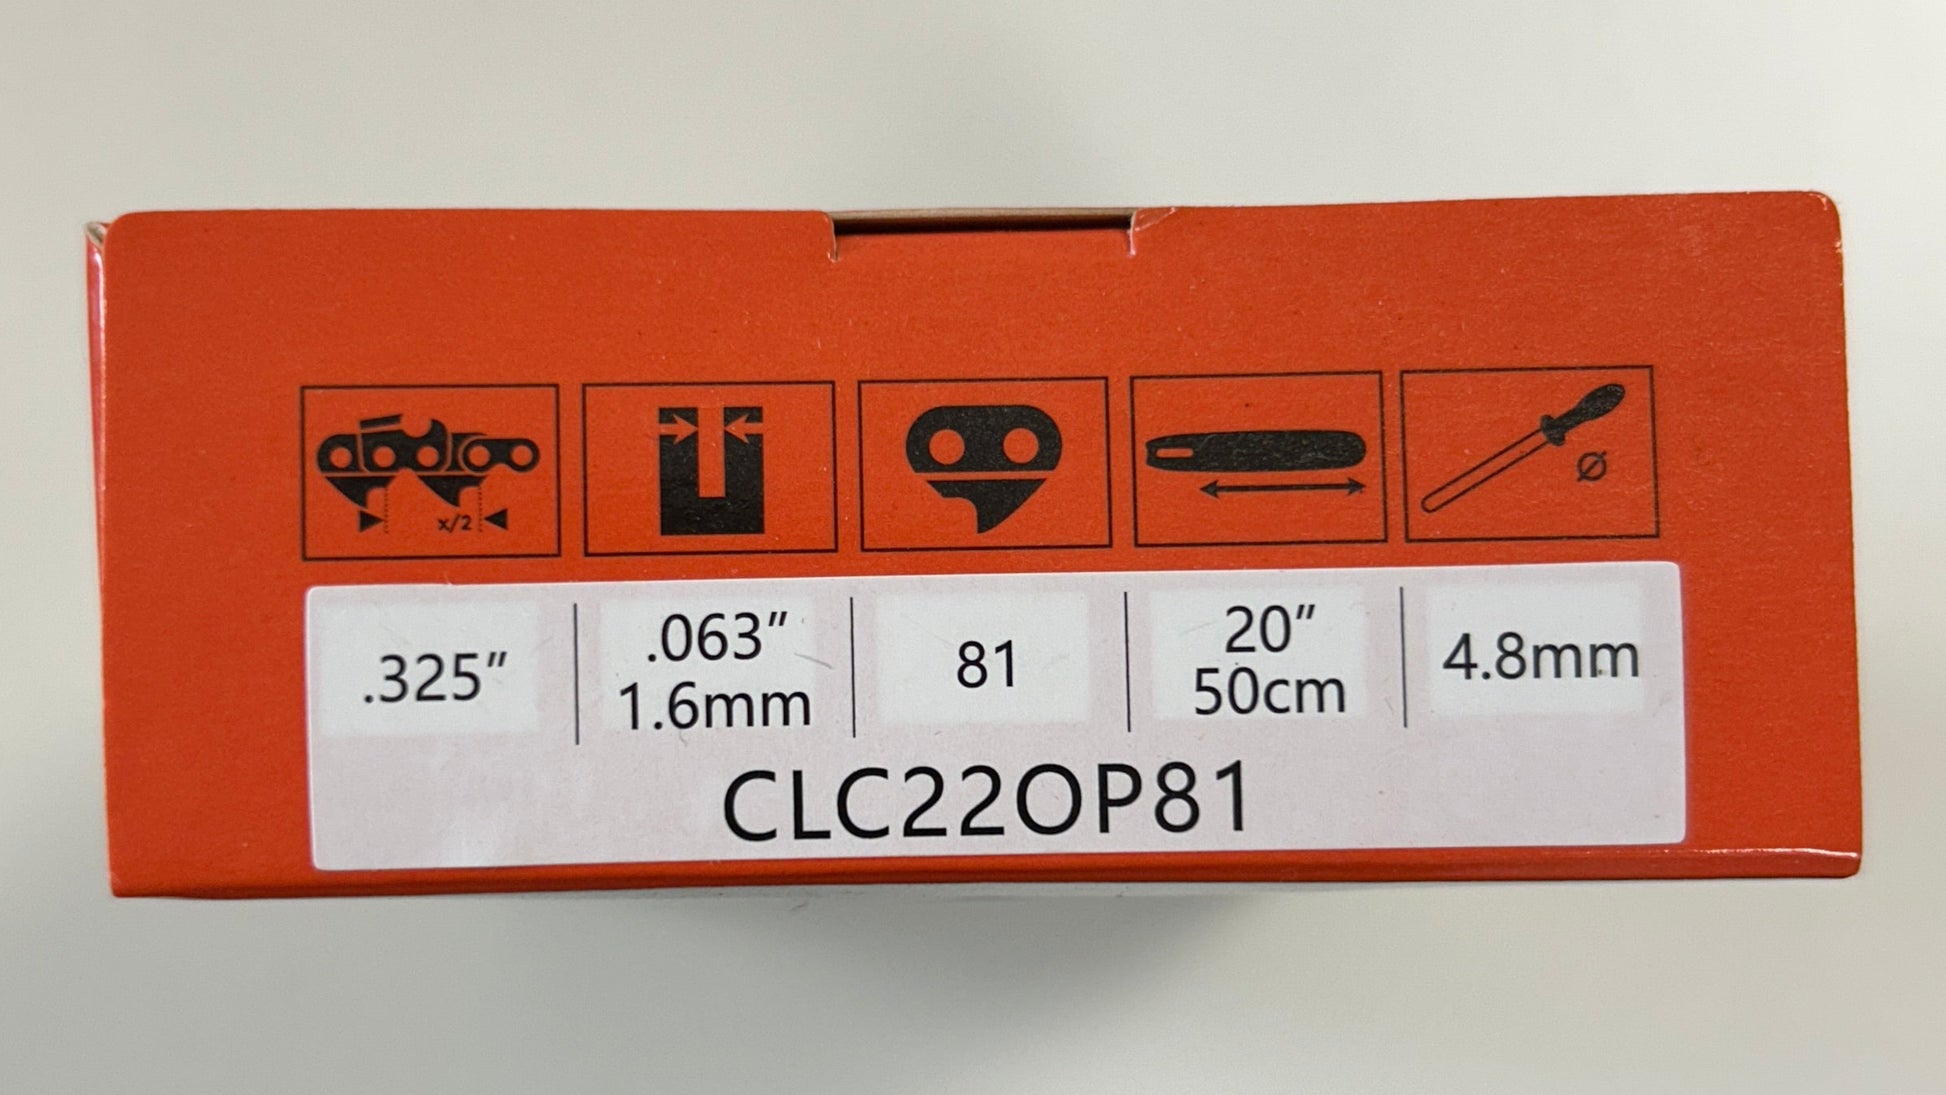 x/2
Ø
.325” .063” 1.6mm 81 20” 50cm 4.8mm
CLC22OP81